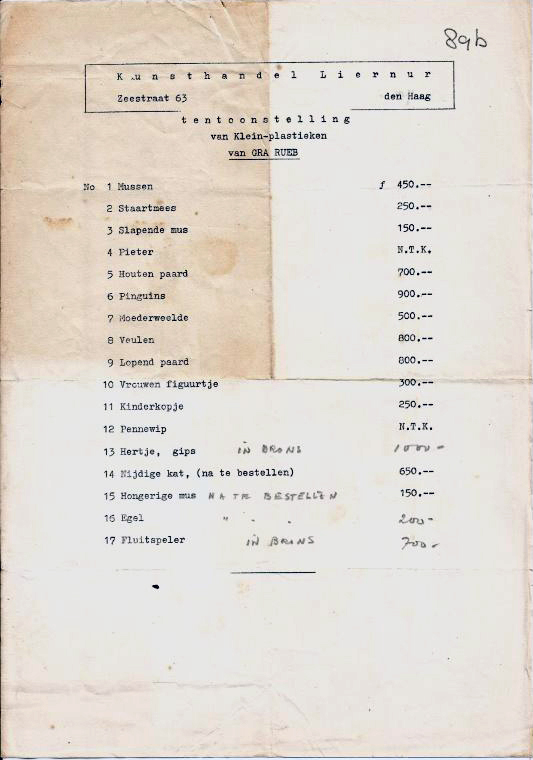 89b
Kunsthandel Liernur
Zeestraat 63 den Haag
tentoonstelling
van Klein-plastieken
van GRA RUEB
No 1 Mussen ƒ 450.--
2 Staartmees 250.--
3 Slapende mus 150.--
4 Pieter N.T.K.
5 Houten paard 700.--
6 Pinguins 900.--
7 Moederweelde 500.--
8 Veulen 800.--
9 Lopend paard 800.--
10 Vrouwen figuurtje 300.--
11 Kinderkopje 250.--
12 Pennewip N.T.K.
13 Hertje, gips IN BRONS 1000-
14 Nijdige kat, (na te bestellen) 650.--
15 Hongerige mus NA TE BESTELLEN 150.--
16 Egel " . . 200-
17 Fluitspeler IN BRONS 700-